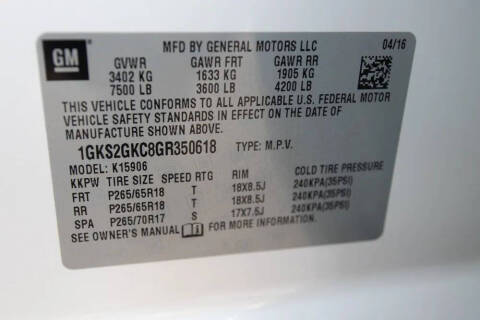 GM
MFD BY GENERAL MOTORS LLC 04/16
GVWR GAWR FRT GAWR RR
3402 KG 1633 KG 1905 KG
7500 LB 3600 LB 4200 LB
THIS VEHICLE CONFORMS TO ALL APPLICABLE U.S. FEDERAL MOTOR
VEHICLE SAFETY STANDARDS IN EFFECT ON THE DATE OF
MANUFACTURE SHOWN ABOVE.
1GKS2GKC8GR350618 TYPE: M.P.V.
MODEL: K15906
KKPW TIRE SIZE SPEED RTG RIM COLD TIRE PRESSURE
FRT P265/65R18 T 18X8.5J 240KPA(35PSI)
RR P265/65R18 T 18X8.5J 240KPA(35PSI)
SPA P265/70R17 S 17X7.5J 240KPA(35PSI)
SEE OWNER'S MANUAL FOR MORE INFORMATION.